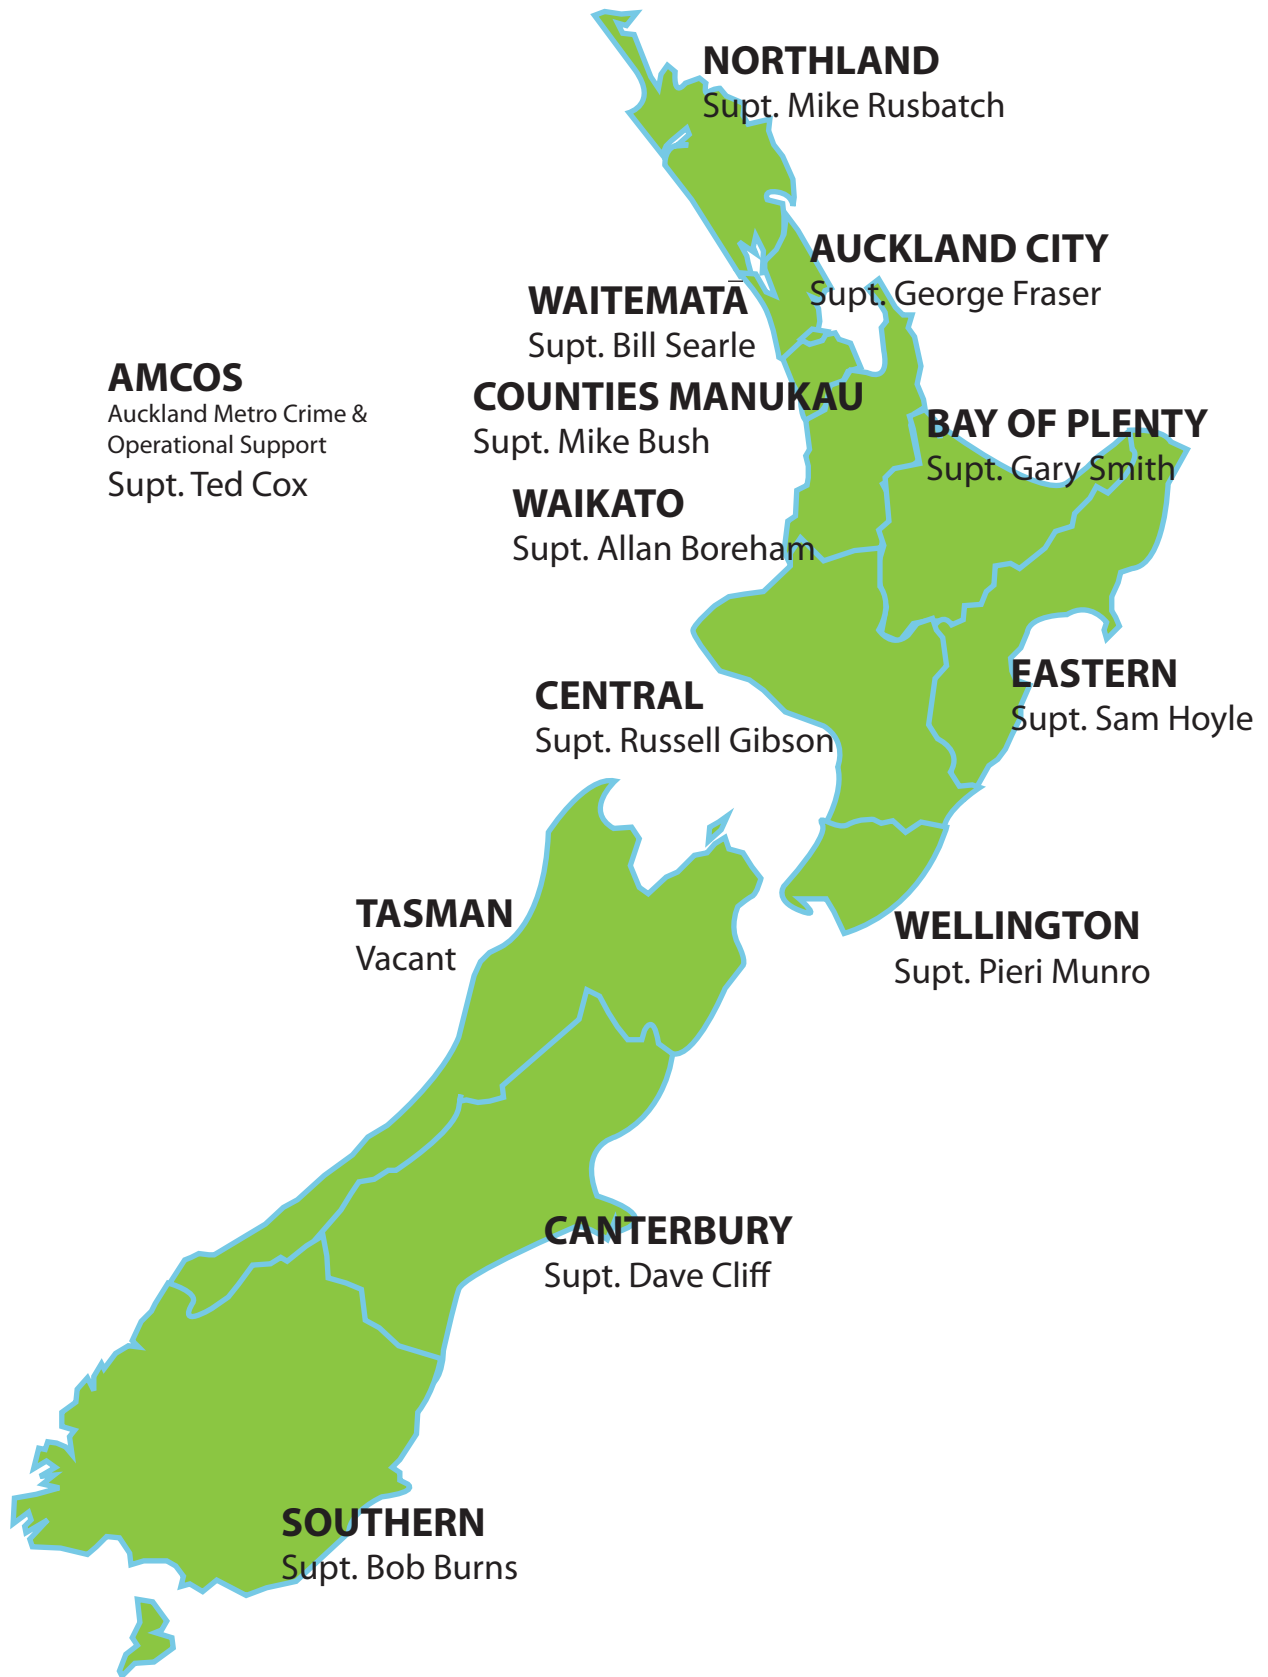 NORTHLAND
Supt. Mike Rusbatch
AUCKLAND CITY
Supt. George Fraser
WAITEMATĀ
Supt. Bill Searle
AMCOS
Auckland Metro Crime &
Operational Support
Supt. Ted Cox
COUNTIES MANUKAU
Supt. Mike Bush
BAY OF PLENTY
Supt. Gary Smith
WAIKATO
Supt. Allan Boreham
EASTERN
Supt. Sam Hoyle
CENTRAL
Supt. Russell Gibson
TASMAN
Vacant
WELLINGTON
Supt. Pieri Munro
CANTERBURY
Supt. Dave Cliff
SOUTHERN
Supt. Bob Burns